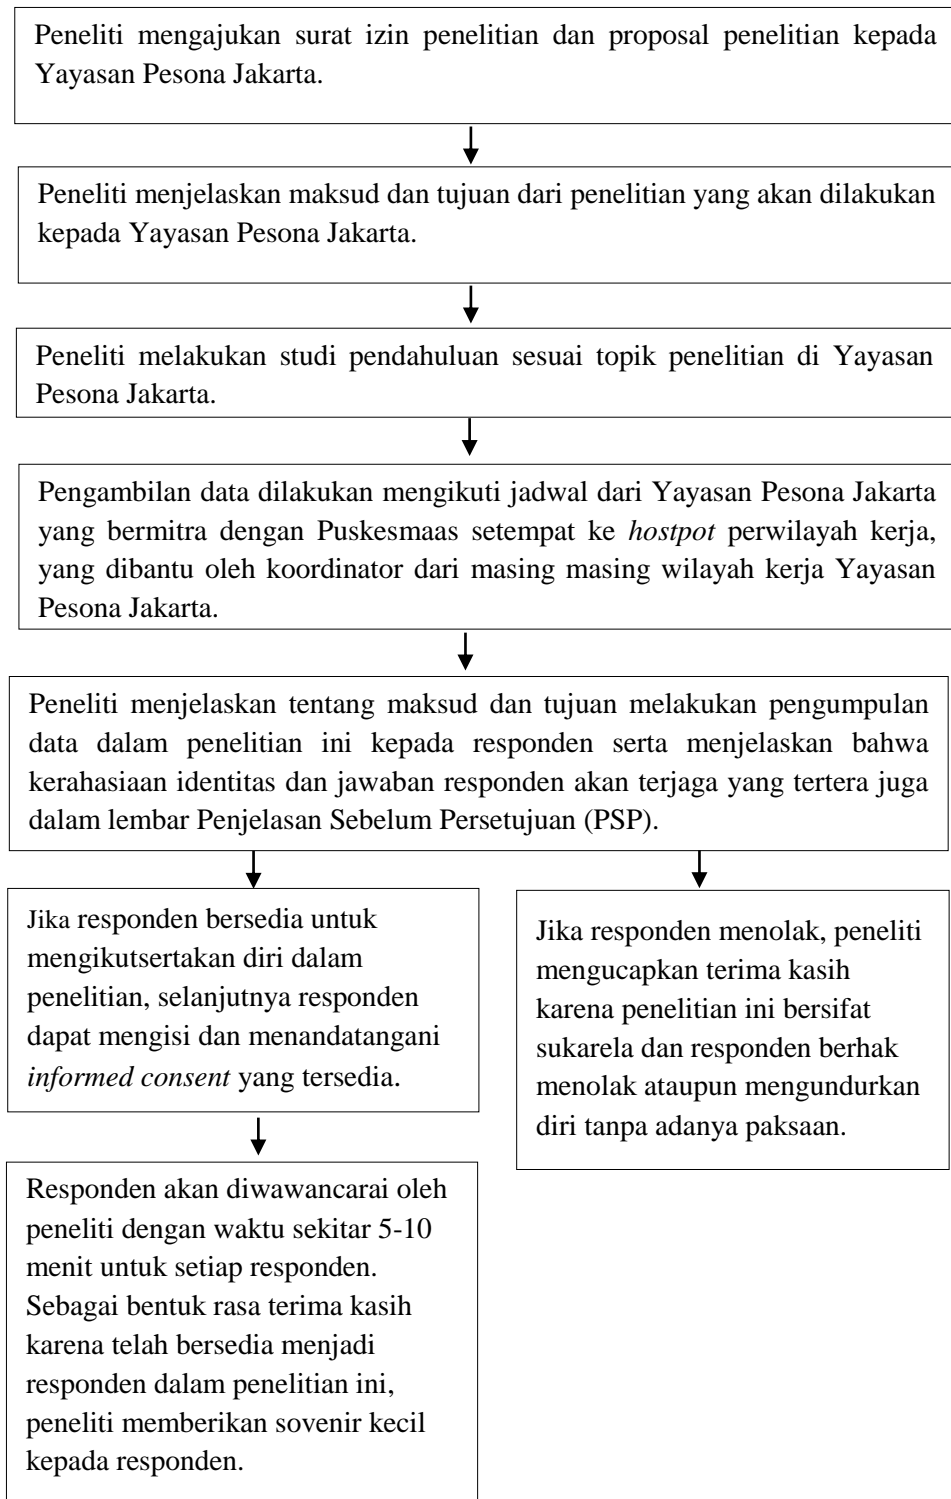 Peneliti mengajukan surat izin penelitian dan proposal penelitian kepada
Yayasan Pesona Jakarta.
Peneliti menjelaskan maksud dan tujuan dari penelitian yang akan dilakukan
kepada Yayasan Pesona Jakarta.
Peneliti melakukan studi pendahuluan sesuai topik penelitian di Yayasan
Pesona Jakarta.
Pengambilan data dilakukan mengikuti jadwal dari Yayasan Pesona Jakarta
yang bermitra dengan Puskesmaas setempat ke hostpot perwilayah kerja,
yang dibantu oleh koordinator dari masing masing wilayah kerja Yayasan
Pesona Jakarta.
Peneliti menjelaskan tentang maksud dan tujuan melakukan pengumpulan
data dalam penelitian ini kepada responden serta menjelaskan bahwa
kerahasiaan identitas dan jawaban responden akan terjaga yang tertera juga
dalam lembar Penjelasan Sebelum Persetujuan (PSP).
Jika responden bersedia untuk
mengikutsertakan diri dalam
penelitian, selanjutnya responden
dapat mengisi dan menandatangani
informed consent yang tersedia.
Jika responden menolak, peneliti
mengucapkan terima kasih
karena penelitian ini bersifat
sukarela dan responden berhak
menolak ataupun mengundurkan
diri tanpa adanya paksaan.
Responden akan diwawancarai oleh
peneliti dengan waktu sekitar 5-10
menit untuk setiap responden.
Sebagai bentuk rasa terima kasih
karena telah bersedia menjadi
responden dalam penelitian ini,
peneliti memberikan sovenir kecil
kepada responden.